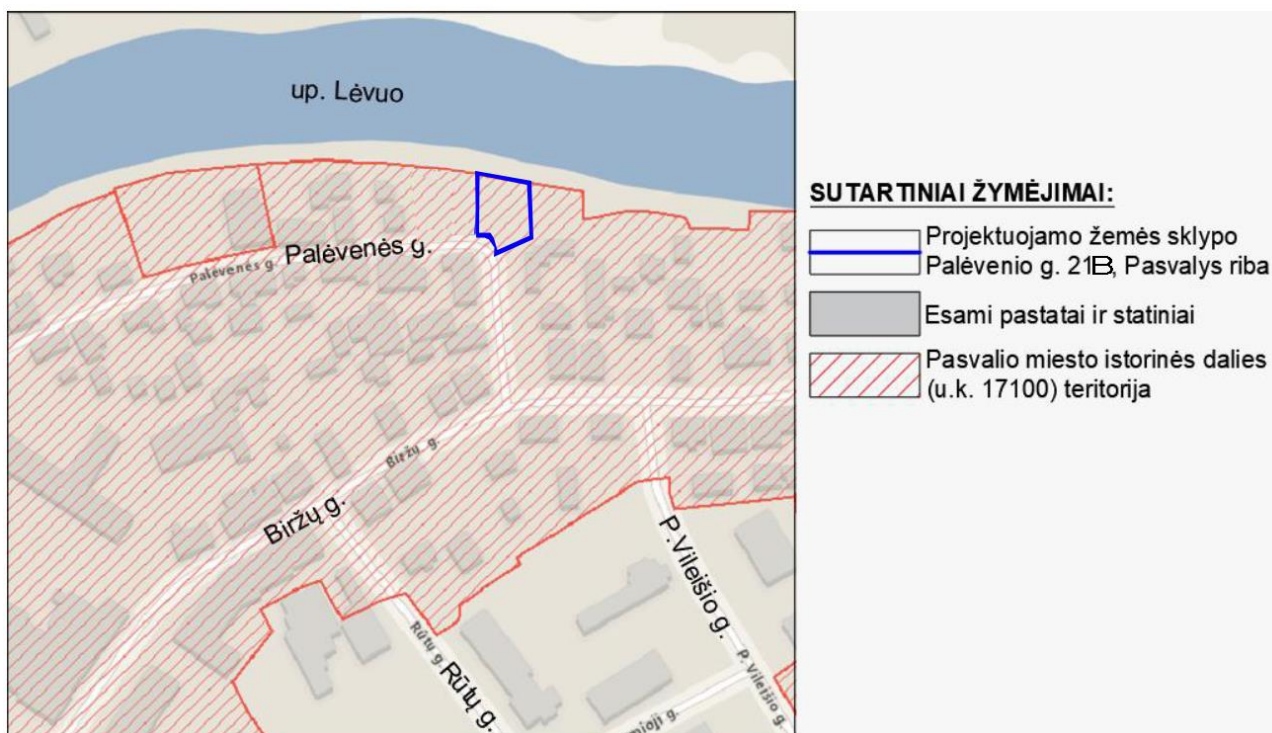 up. Lėvuo
Palėvenės g.
Palėvenės g.
Biržų g.
Biržų g.
P.Vileišio g.
Rūtų g.
Rūtų g.
P. Vileišio g.
mioji g.
SUTARTINIAI ŽYMĖJIMAI:
Projektuojamo žemės sklypo
Palėvenio g. 21B, Pasvalys riba
Esami pastatai ir statiniai
Pasvalio miesto istorinės dalies
(u.k. 17100) teritorija